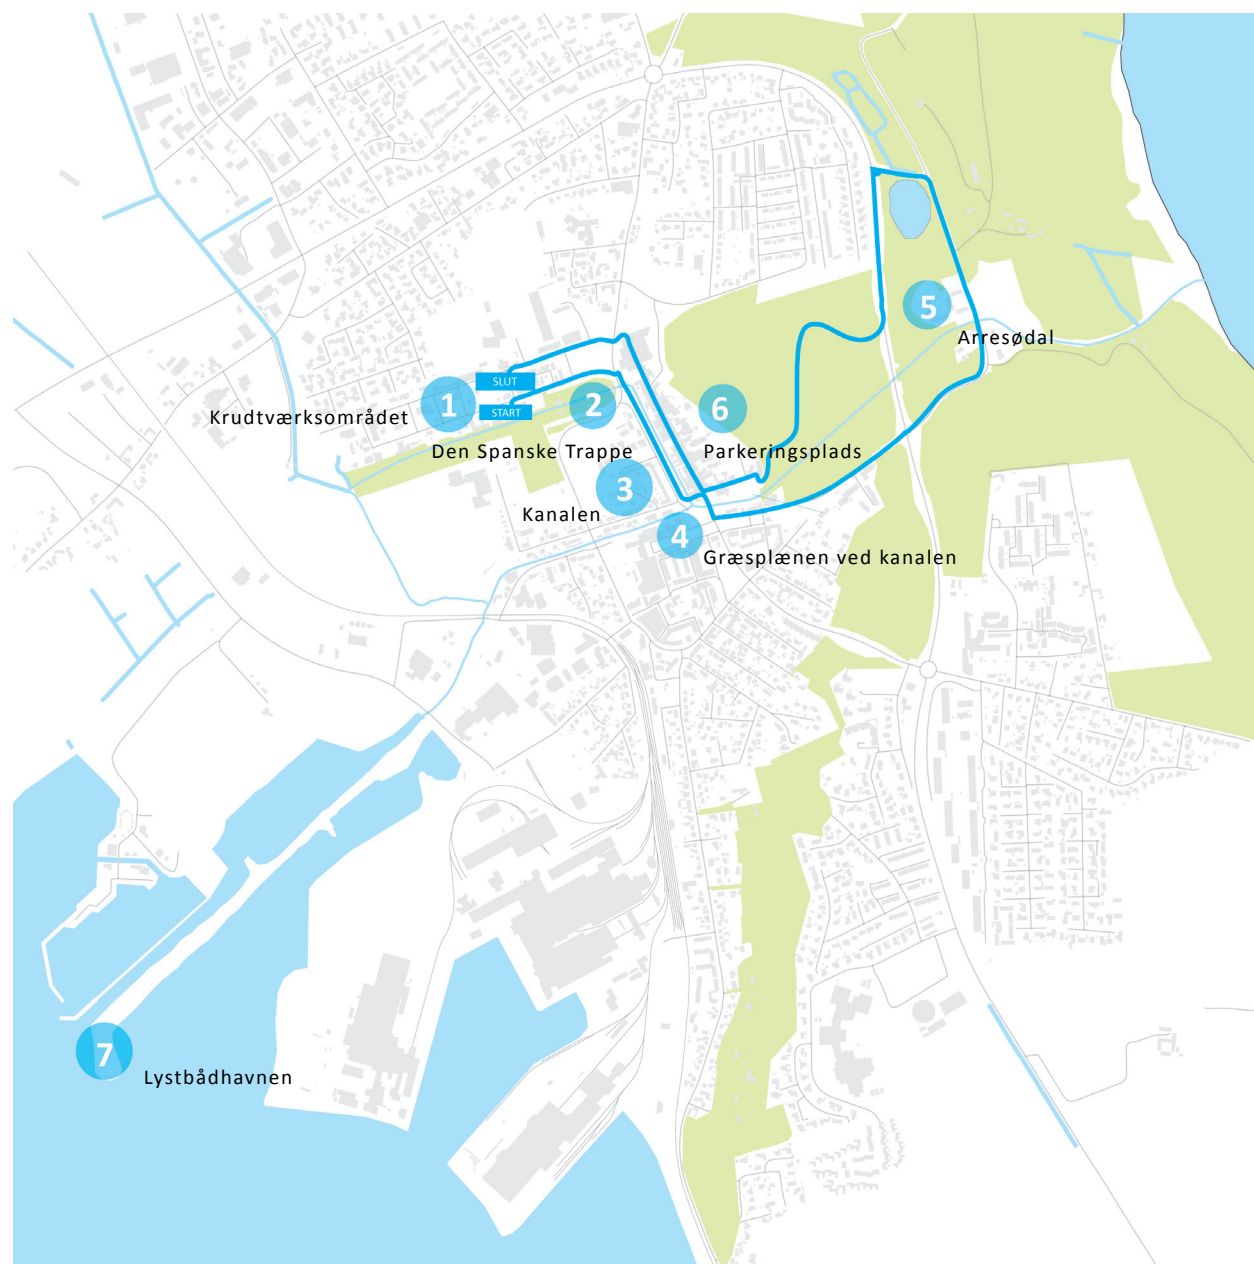 SLUT
1
START
Krudtværksområdet
2
Den Spanske Trappe
3
Kanalen
4
Græsplænen ved kanalen
5
Arresødal
6
Parkeringsplads
7
Lystbådhavnen